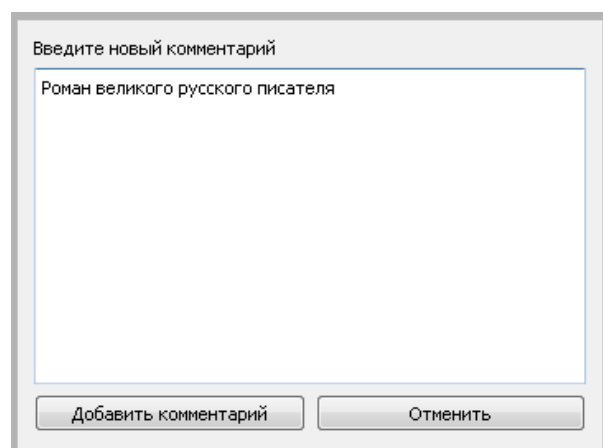 Введите новый комментарий
Роман великого русского писателя
Добавить комментарий
Отменить